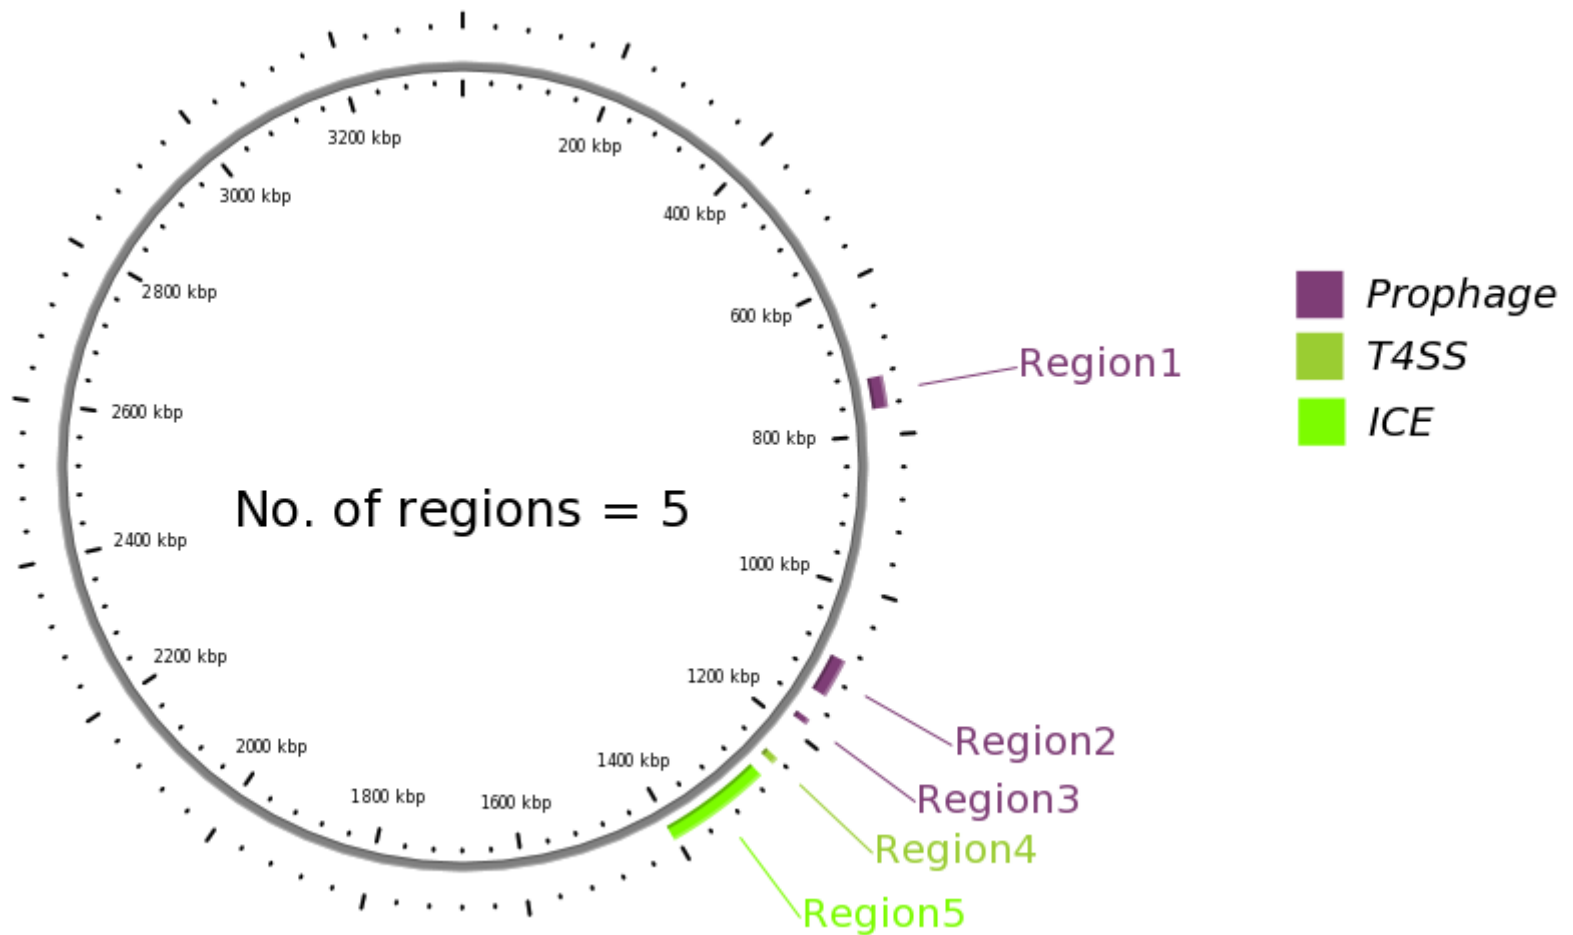 3200 kbp
200 kbp
3000 kbp
400 kbp
2800 kbp
600 kbp
2600 kbp
800 kbp
2400 kbp
1000 kbp
2200 kbp
1200 kbp
2000 kbp
1400 kbp
1800 kbp
1600 kbp
No. of regions = 5
Region1
Region2
Region3
Region4
Region5
Prophage
T4SS
ICE